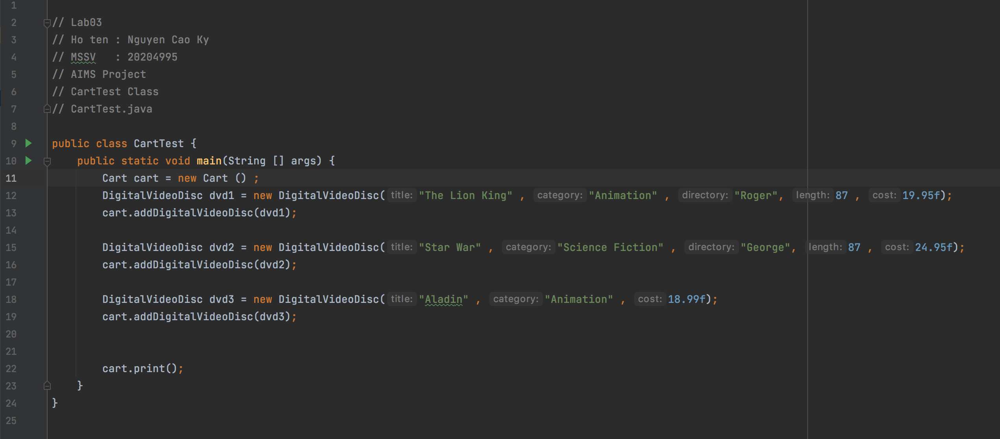 1
2 // Lab03
3 // Ho ten : Nguyen Cao Ky
4 // MSSV   : 20204995
5 // AIMS Project
6 // CartTest Class
7 // CartTest.java
8
9 public class CartTest {
10     public static void main(String [] args) {
11         Cart cart = new Cart () ;
12         DigitalVideoDisc dvd1 = new DigitalVideoDisc( title: "The Lion King" , category: "Animation" , directory: "Roger", length: 87 , cost: 19.95f);
13         cart.addDigitalVideoDisc(dvd1);
14
15         DigitalVideoDisc dvd2 = new DigitalVideoDisc( title: "Star War" , category: "Science Fiction" , directory: "George", length: 87 , cost: 24.95f);
16         cart.addDigitalVideoDisc(dvd2);
17
18         DigitalVideoDisc dvd3 = new DigitalVideoDisc( title: "Aladin" , category: "Animation" , cost: 18.99f);
19         cart.addDigitalVideoDisc(dvd3);
20
21
22         cart.print();
23     }
24 }
25